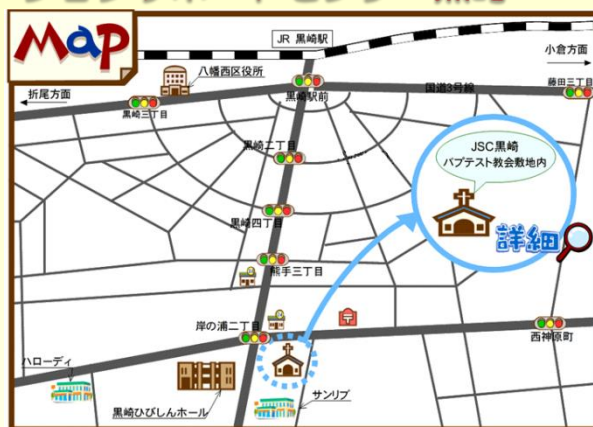 Map
JR 黒崎駅
小倉方面
八幡西区役所
折尾方面
黒崎三丁目
黒崎駅前
国道3号線
藤田三丁目
黒崎二丁目
JSC黒崎
バプテスト教会敷地内
黒崎四丁目
詳細
熊手三丁目
岸の浦二丁目
西神原町
ハローディ
黒崎ひびしんホール
サンリブ